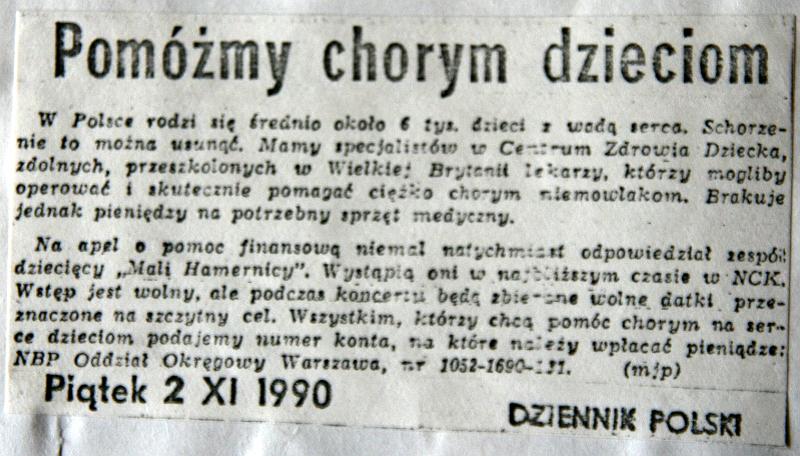 Pomóżmy chorym dzieciom
W Polsce rodzi się średnio około 6 tys. dzieci z wadą serca. Schorze-
nie to można usunąć. Mamy specjalistów w Centrum Zdrowia Dziecka,
zdolnych, przeszkolonych w Wielkiej Brytanii lekarzy, którzy mogliby
operować i skutecznie pomagać ciężko chorym niemowlakom. Brakuje
jednak pieniędzy na potrzebny sprzęt medyczny.
Na apel o pomoc finansową niemal natychmiast odpowiedział zespół
dziecięcy „Mali Hamernicy". Wystąpią oni w najbliższym czasie w NCK.
Wstęp jest wolny, ale podczas koncertu będą zbierane wolne datki prze-
znaczone na szczytny cel. Wszystkim, którzy chcą pomóc chorym na ser-
ce dzieciom podajemy numer konta, na które należy wpłacać pieniądze:
NBP Oddział Okręgowy Warszawa, nr (mjp)
Piątek 2 XI 1990
DZIENNIK POLSKI